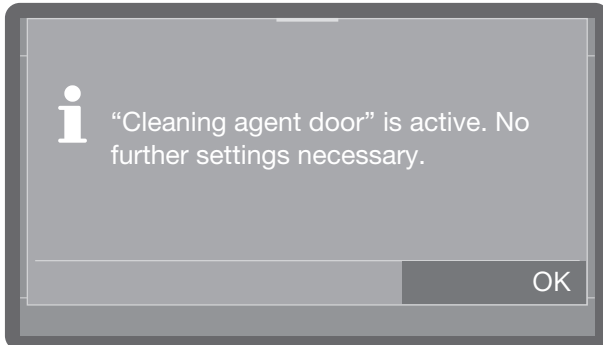 “Cleaning agent door” is active. No
further settings necessary.
OK